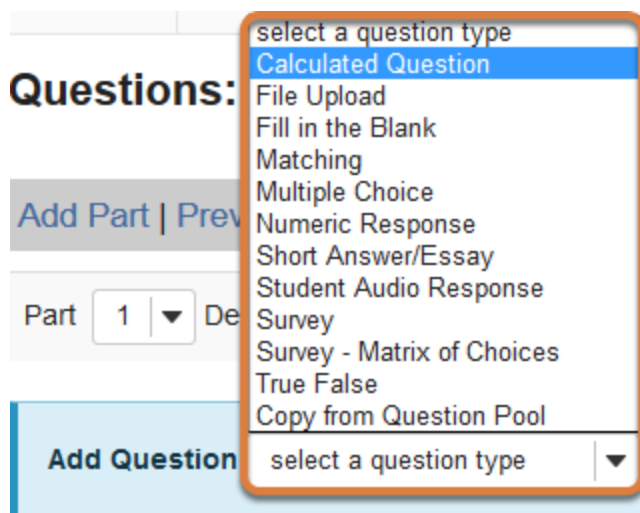 select a question type
Calculated Question
Questions:
File Upload
Fill in the Blank
Matching
Multiple Choice
Add Part | Prev
Numeric Response
Short Answer/Essay
Student Audio Response
Part 1 De
Survey
Survey - Matrix of Choices
True False
Copy from Question Pool
Add Question select a question type